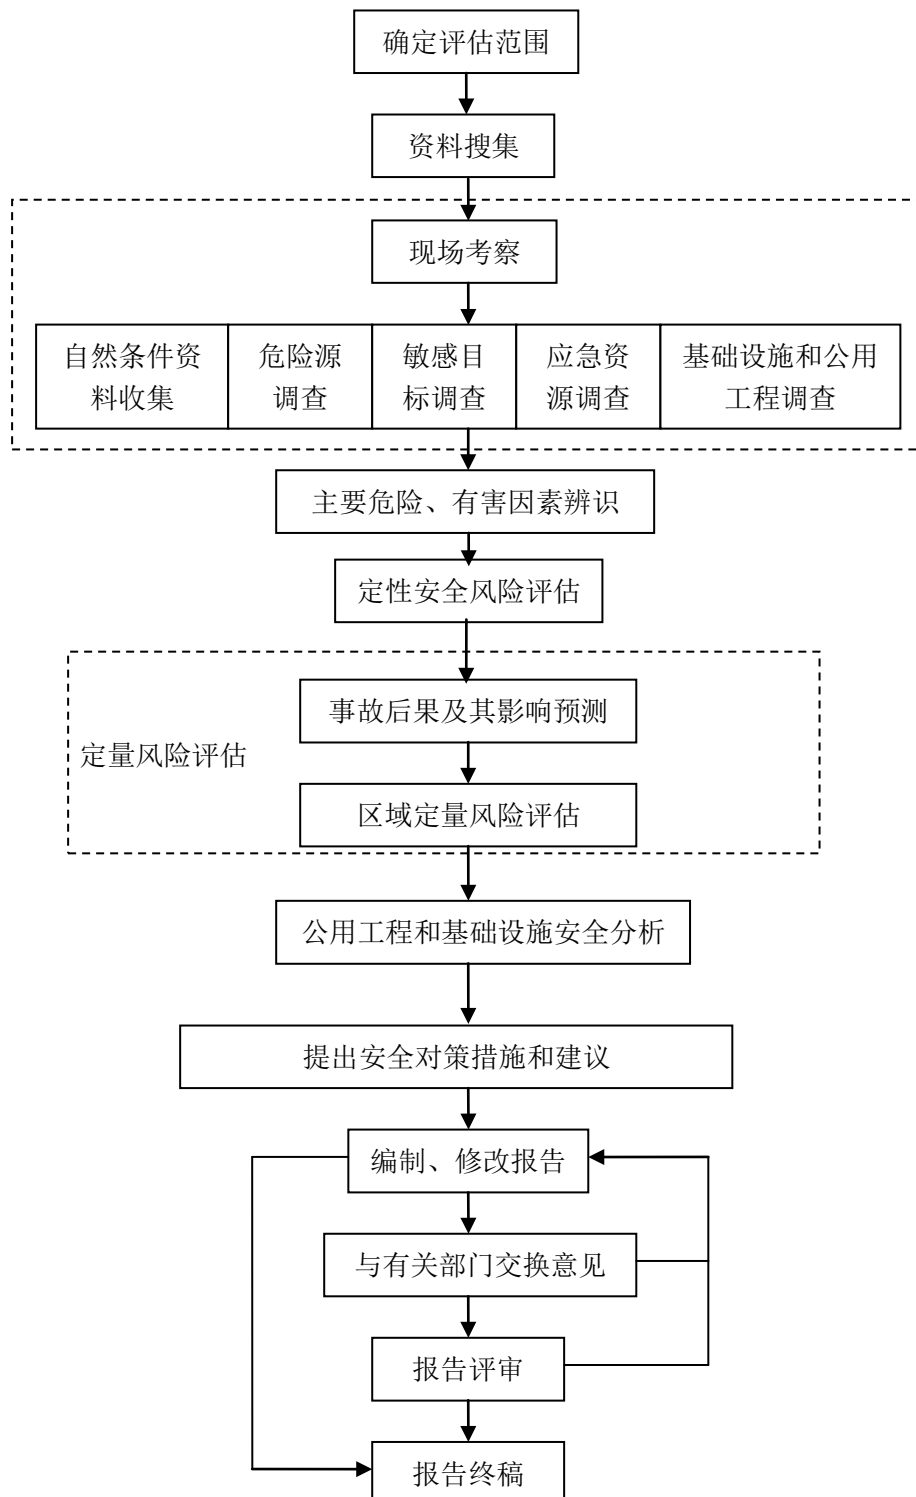 确定评估范围
资料搜集
现场考察
自然条件资
料收集
危险源
调查
敏感目
标调查
应急资
源调查
基础设施和公用
工程调查
主要危险、有害因素辨识
定性安全风险评估
事故后果及其影响预测
定量风险评估
区域定量风险评估
公用工程和基础设施安全分析
提出安全对策措施和建议
编制、修改报告
与有关部门交换意见
报告评审
报告终稿